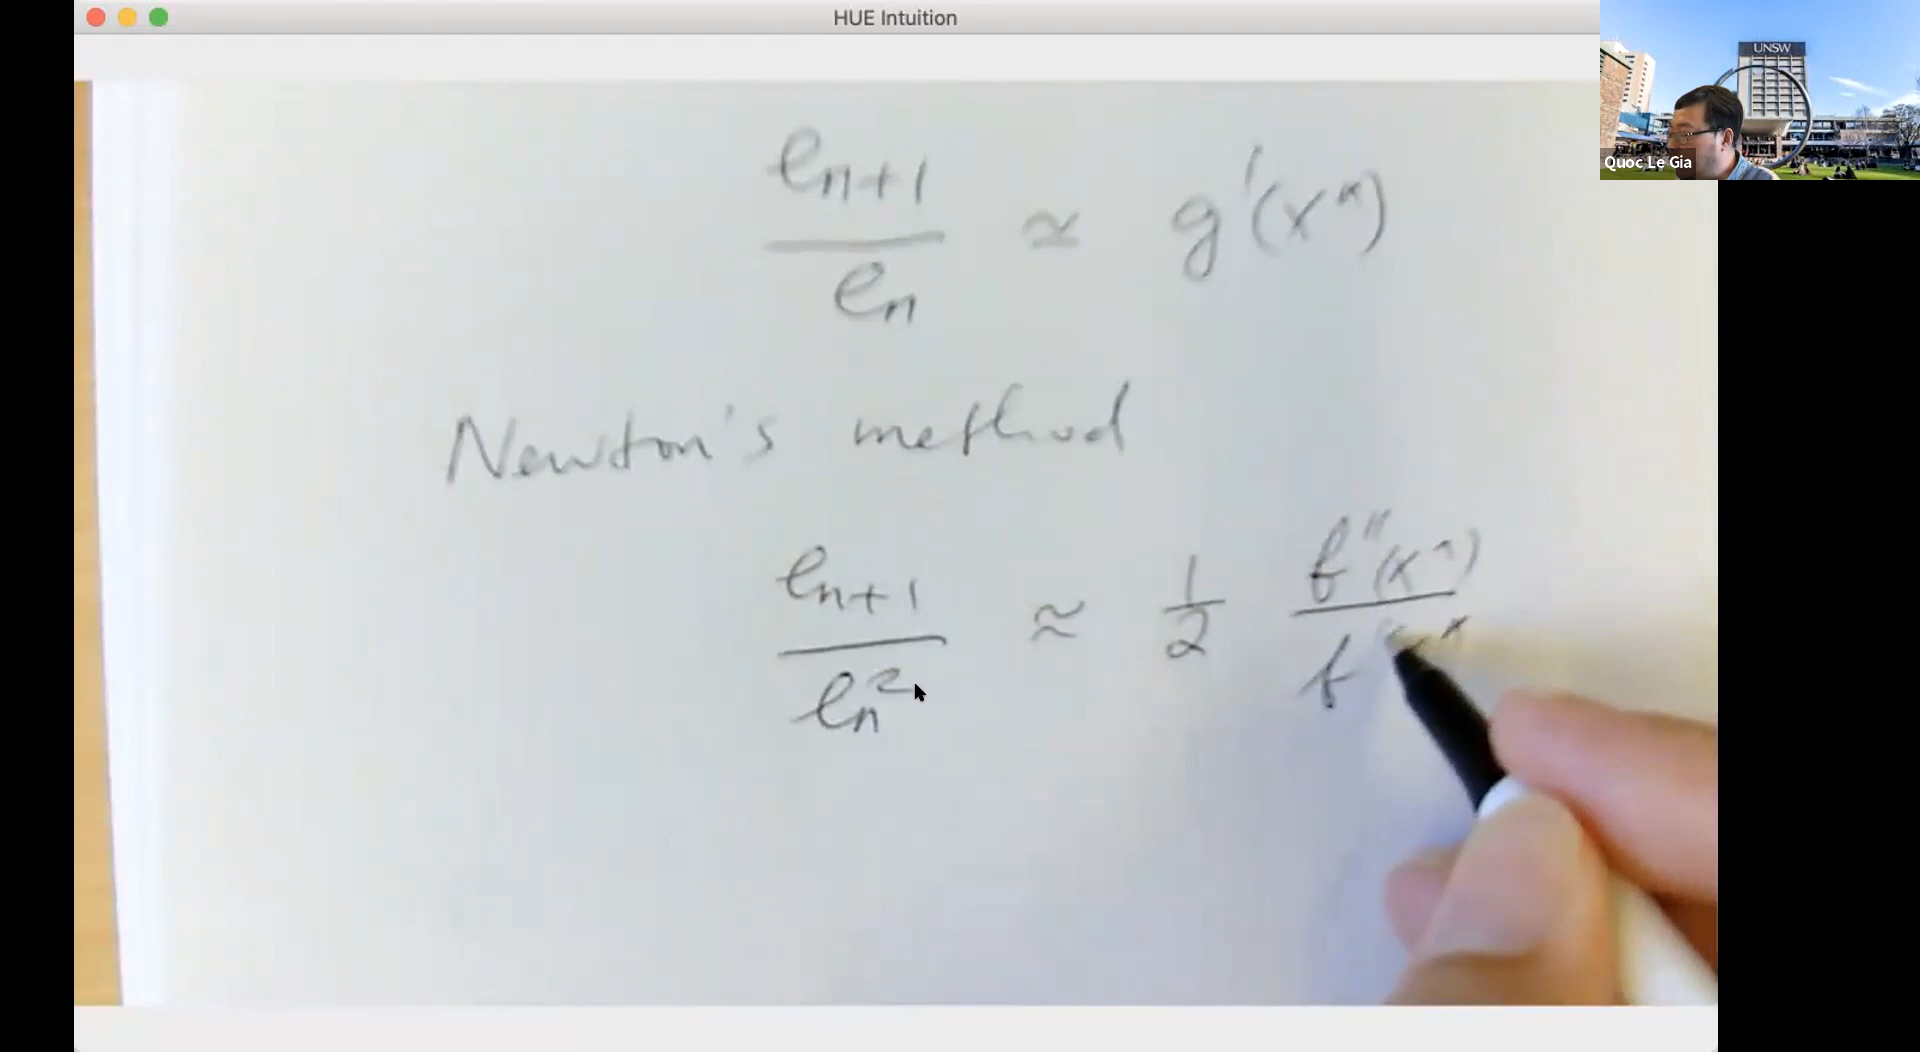 HUE Intuition
UNSW
Quoc Le Gia
e_{n+1} / e_n ≃ g'(x*)
Newton's method
e_{n+1} / e_n^2 ≈ 1/2 f''(x*) / f